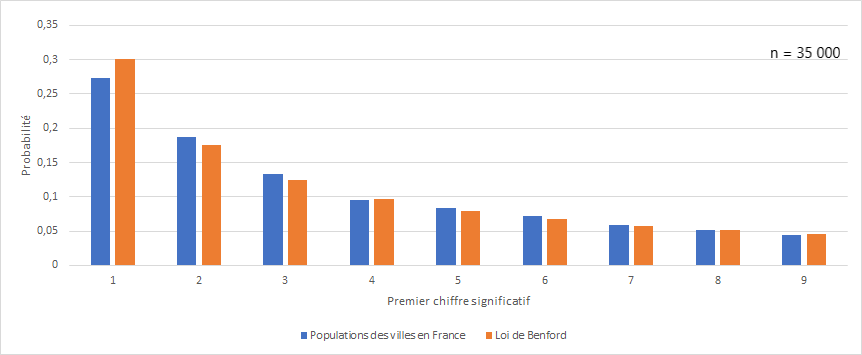 0,35
n = 35 000
0,3
0,25
0,2
0,15
0,1
0,05
0
Probabilité
1 2 3 4 5 6 7 8 9
Premier chiffre significatif
Populations des villes en France Loi de Benford